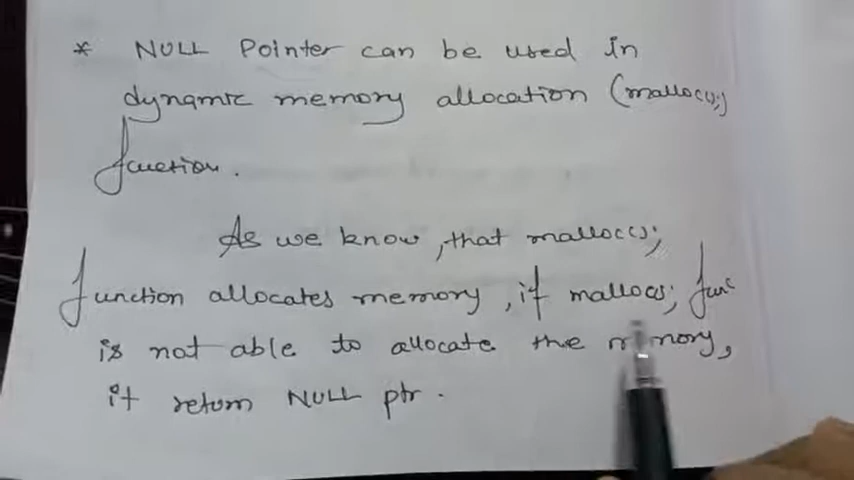 * NULL Pointer can be used in
dynamic memory allocation (malloc();
function.
As we know, that malloc();
function allocates memory, if malloc(); func
is not able to allocate the memory,
it return NULL ptr.